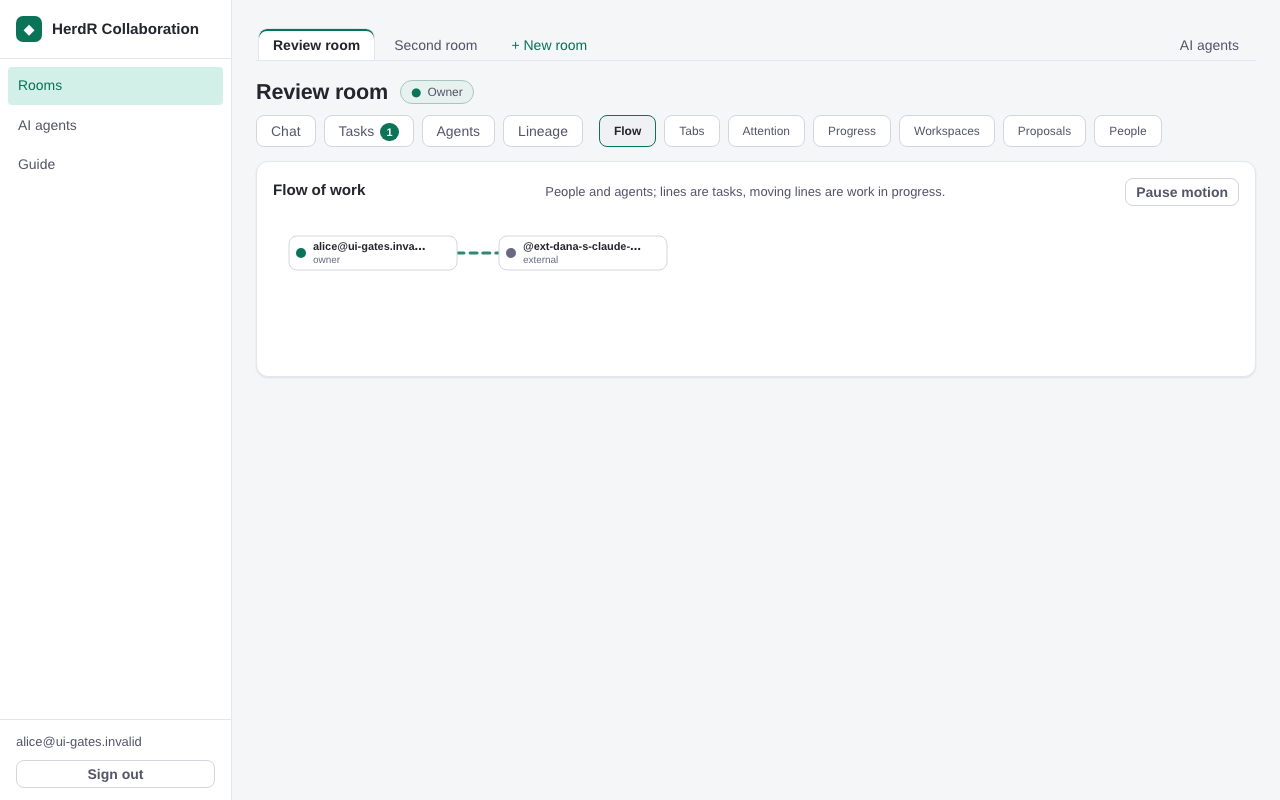 HerdR Collaboration
Rooms
AI agents
Guide
alice@ui-gates.invalid
Sign out
Review room
Second room
+ New room
AI agents
Review room
Owner
Chat
Tasks 1
Agents
Lineage
Flow
Tabs
Attention
Progress
Workspaces
Proposals
People
Flow of work
People and agents; lines are tasks, moving lines are work in progress.
Pause motion
alice@ui-gates.inva...
owner
@ext-dana-s-claude-...
external